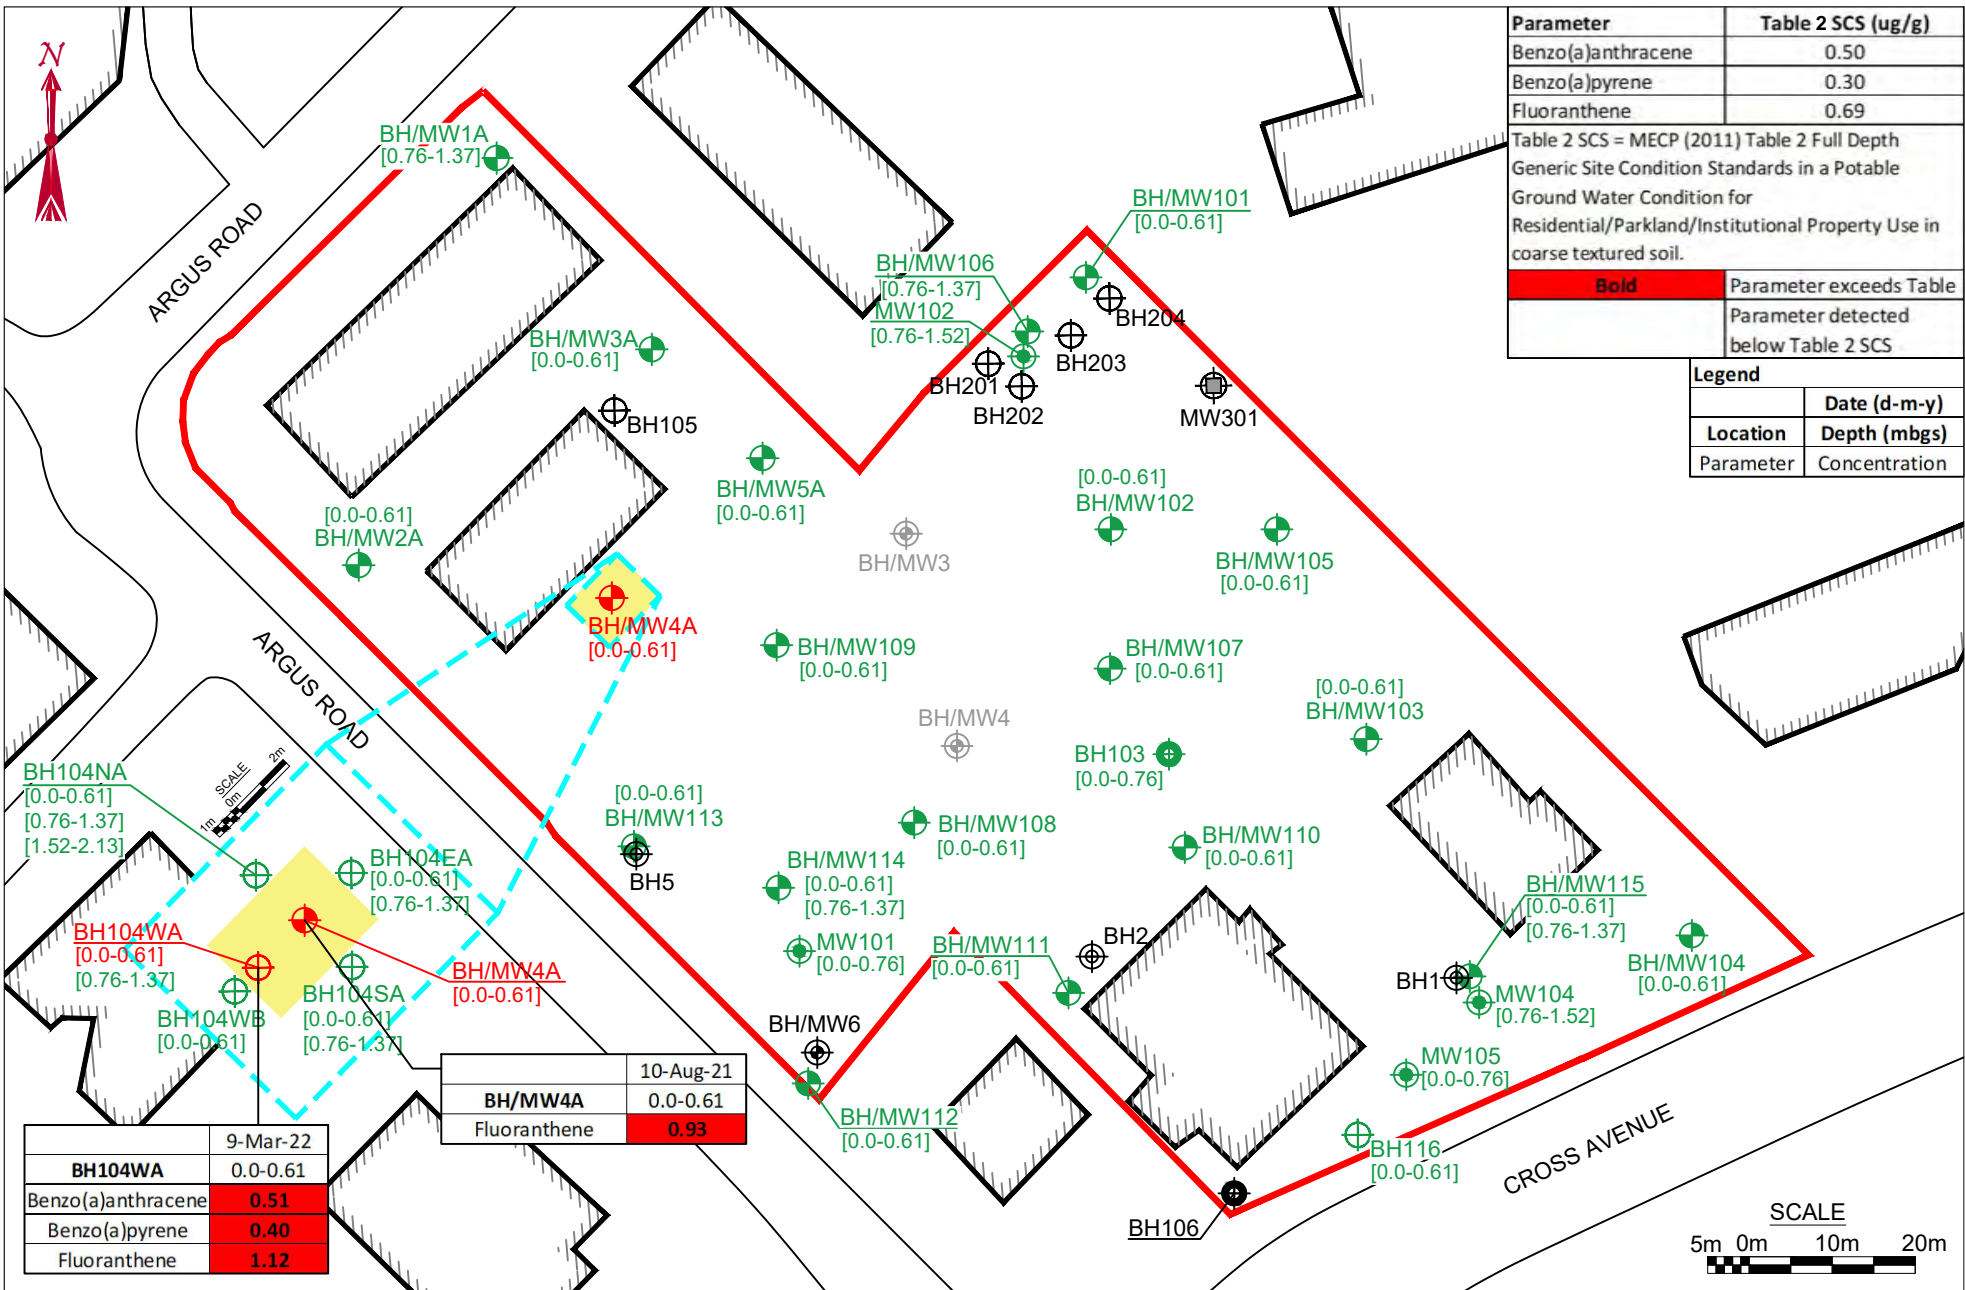 N
Parameter Table 2 SCS (ug/g)
Benzo(a)anthracene 0.50
Benzo(a)pyrene 0.30
Fluoranthene 0.69
Table 2 SCS = MECP (2011) Table 2 Full Depth
Generic Site Condition Standards in a Potable
Ground Water Condition for
Residential/Parkland/Institutional Property Use in
coarse textured soil.
Bold Parameter exceeds Table
Parameter detected
below Table 2 SCS
Legend
Date (d-m-y)
Location Depth (mbgs)
Parameter Concentration
BH/MW1A
[0.76-1.37]
ARGUS ROAD
BH/MW101
[0.0-0.61]
BH/MW106
[0.76-1.37]
MW102
[0.76-1.52]
BH204
BH203
BH201
BH202
MW301
BH/MW3A
[0.0-0.61]
BH105
BH/MW5A
[0.0-0.61]
[0.0-0.61]
BH/MW2A
BH/MW3
[0.0-0.61]
BH/MW102
BH/MW105
[0.0-0.61]
BH/MW4A
[0.0-0.61]
BH/MW109
[0.0-0.61]
BH/MW107
[0.0-0.61]
[0.0-0.61]
BH/MW103
ARGUS ROAD
BH/MW4
BH103
[0.0-0.76]
SCALE
1m 0m 2m
BH104NA
[0.0-0.61]
[0.76-1.37]
[1.52-2.13]
[0.0-0.61]
BH/MW113
BH5
BH/MW108
[0.0-0.61]
BH/MW110
[0.0-0.61]
BH104EA
[0.0-0.61]
[0.76-1.37]
BH/MW114
[0.0-0.61]
[0.76-1.37]
BH/MW115
[0.0-0.61]
[0.76-1.37]
BH104WA
[0.0-0.61]
[0.76-1.37]
BH/MW4A
[0.0-0.61]
MW101
[0.0-0.76]
BH/MW111
[0.0-0.61]
BH2
BH/MW104
[0.0-0.61]
BH1
MW104
[0.76-1.52]
BH104WB
[0.0-0.61]
BH104SA
[0.0-0.61]
[0.76-1.37]
BH/MW6
MW105
[0.0-0.76]
10-Aug-21
BH/MW4A 0.0-0.61
Fluoranthene 0.93
BH/MW112
[0.0-0.61]
BH116
[0.0-0.61]
CROSS AVENUE
9-Mar-22
BH104WA 0.0-0.61
Benzo(a)anthracene 0.51
Benzo(a)pyrene 0.40
Fluoranthene 1.12
BH106
SCALE
5m 0m 10m 20m